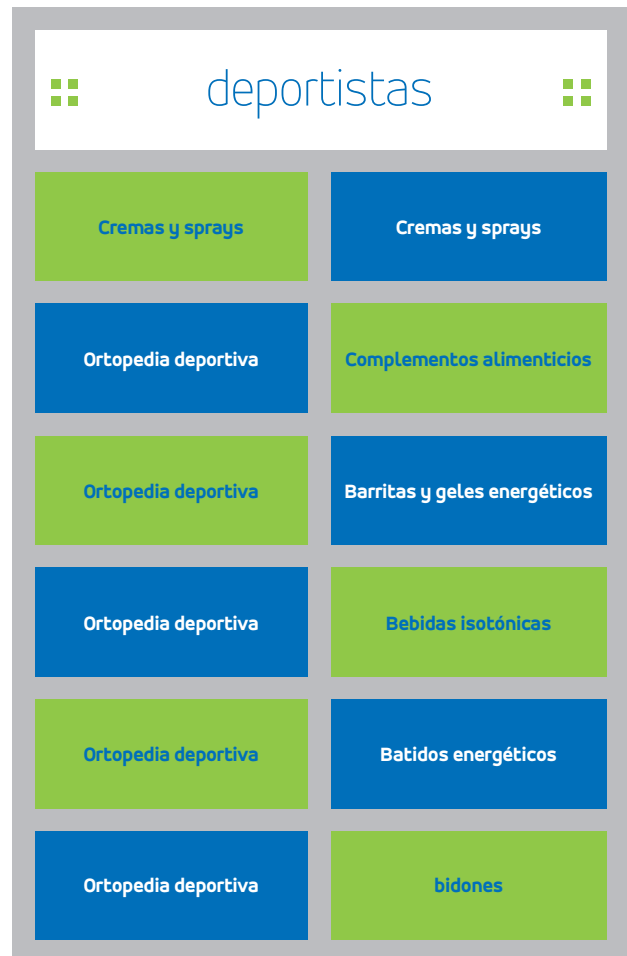 deportistas
Cremas y sprays
Cremas y sprays
Ortopedia deportiva
Complementos alimenticios
Ortopedia deportiva
Barritas y geles energéticos
Ortopedia deportiva
Bebidas isotónicas
Ortopedia deportiva
Batidos energéticos
Ortopedia deportiva
bidones